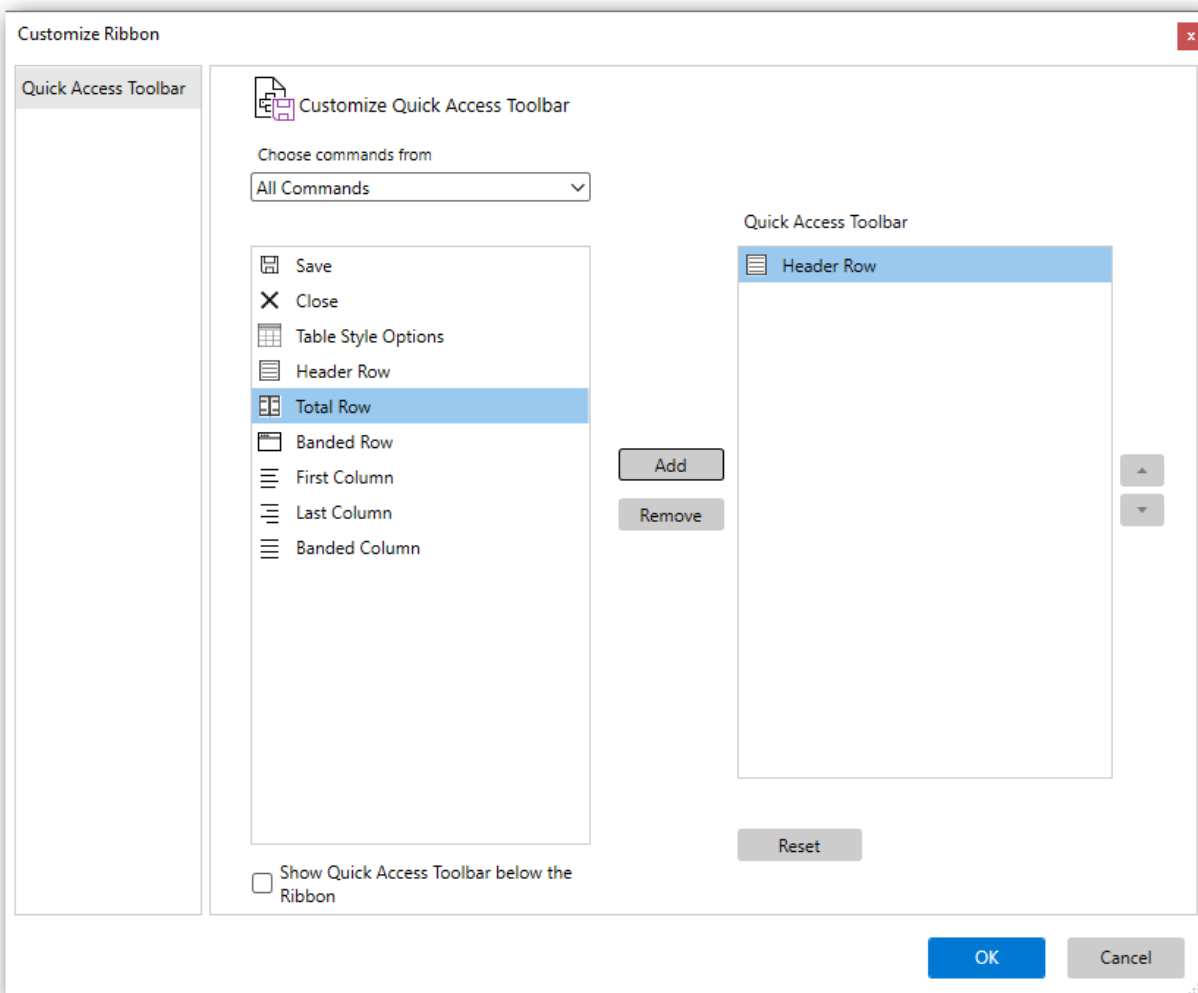 Customize Ribbon
x
Quick Access Toolbar
Customize Quick Access Toolbar
Choose commands from
All Commands
Save
Close
Table Style Options
Header Row
Total Row
Banded Row
First Column
Last Column
Banded Column
Show Quick Access Toolbar below the
Ribbon
Add
Remove
Quick Access Toolbar
Header Row
Reset
OK
Cancel